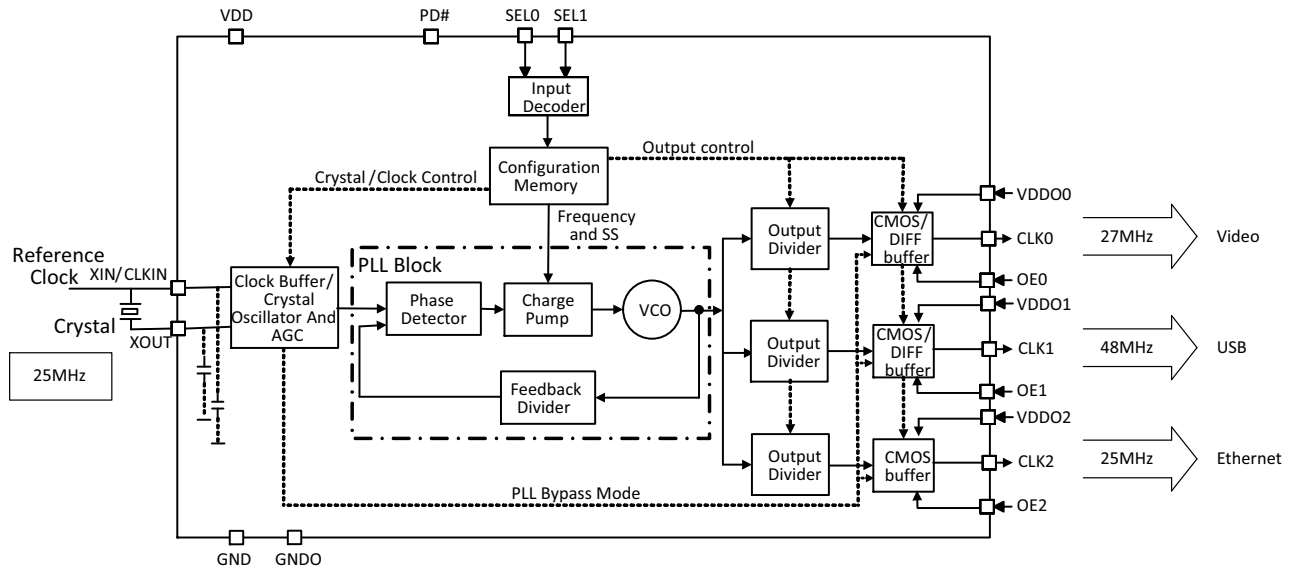 VDD
PD#
SEL0
SEL1
Input
Decoder
Output control
Configuration
Memory
Crystal/Clock Control
VDDO0
Frequency
and SS
Output
Divider
CMOS/
DIFF
buffer
CLK0
27MHz
Video
Reference
Clock
XIN/CLKIN
PLL Block
OE0
Clock Buffer/
Crystal
Oscillator And
AGC
Phase
Detector
Charge
Pump
VCO
VDDO1
Crystal
XOUT
Output
Divider
CMOS/
DIFF
buffer
CLK1
48MHz
USB
25MHz
Feedback
Divider
OE1
VDDO2
Output
Divider
CMOS
buffer
CLK2
25MHz
Ethernet
PLL Bypass Mode
OE2
GND
GNDO